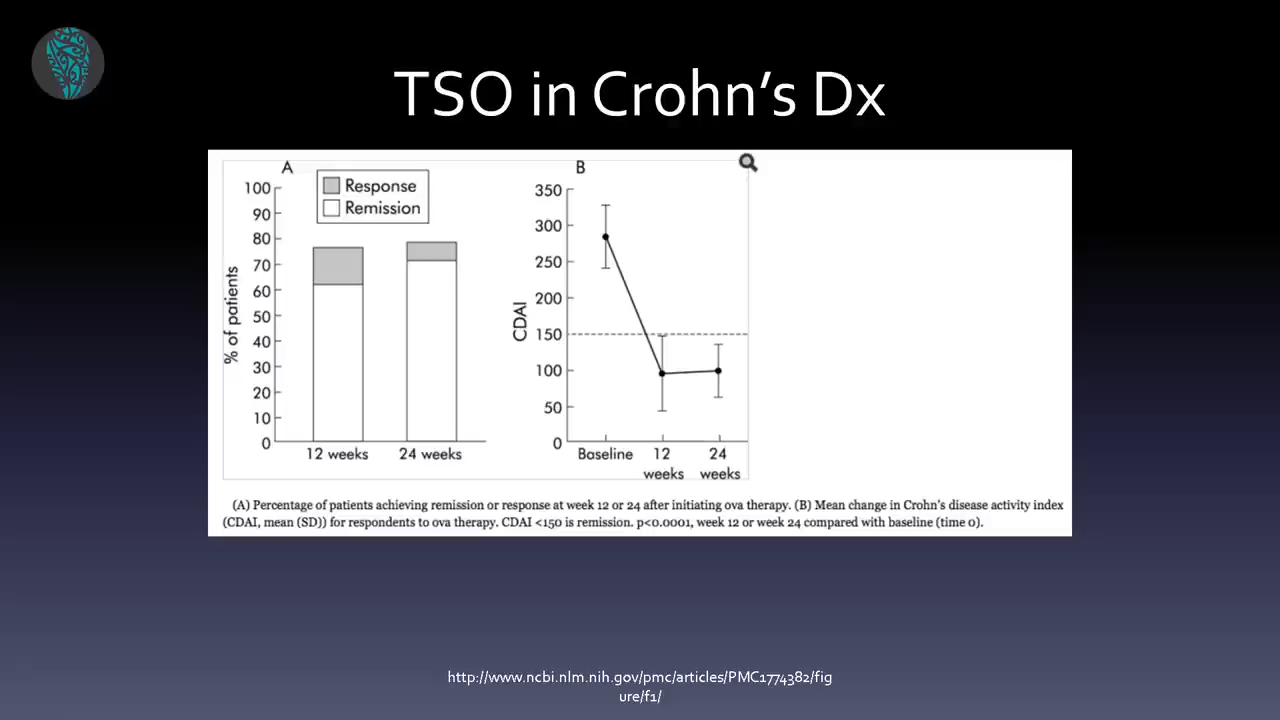 TSO in Crohn's Dx
A
Response
Remission
% of patients
100
90
80
70
60
50
40
30
20
10
0
12 weeks
24 weeks
B
CDAI
350
300
250
200
150
100
50
0
Baseline
12
weeks
24
weeks
(A) Percentage of patients achieving remission or response at week 12 or 24 after initiating ova therapy. (B) Mean change in Crohn's disease activity index
(CDAI, mean (SD)) for respondents to ova therapy. CDAI <150 is remission. p<0.0001, week 12 or week 24 compared with baseline (time 0).
http://www.ncbi.nlm.nih.gov/pmc/articles/PMC1774382/fig
ure/f1/